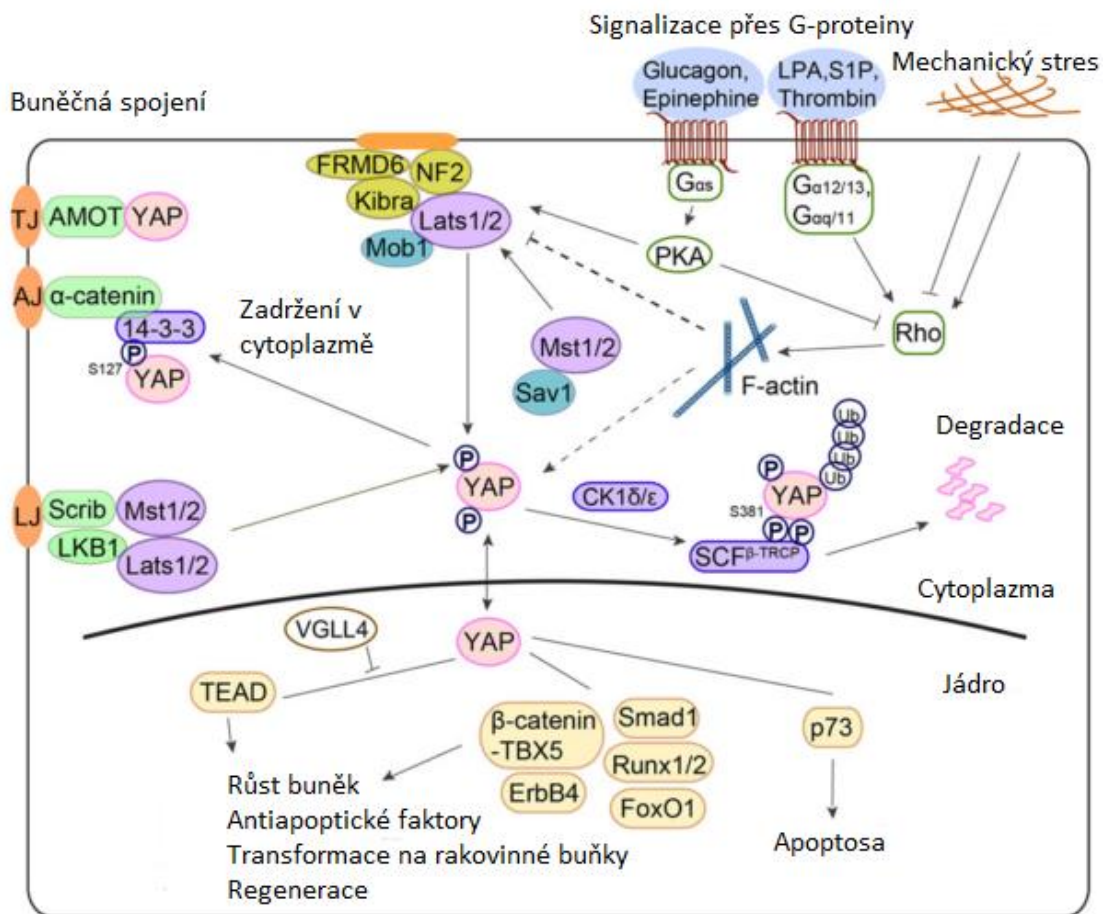 Signalizace přes G-proteiny
Mechanický stres
Buněčná spojení
Glucagon,
Epinephine
LPA,S1P,
Thrombin
FRMD6
NF2
Kibra
Lats1/2
Mob1
Gαs
Gα12/13,
Gαq/11
PKA
Rho
TJ
AMOT
YAP
AJ
α-catenin
14-3-3
P
S127
YAP
Zadržení v
cytoplazmě
Mst1/2
Sav1
F-actin
Degradace
LJ
Scrib
Mst1/2
LKB1
Lats1/2
P
YAP
P
CK1δ/ε
Ub
Ub
Ub
Ub
P
YAP
S381
P
P
SCFβ-TRCP
Cytoplazma
VGLL4
YAP
Jádro
TEAD
β-catenin
-TBX5
ErbB4
Smad1
Runx1/2
FoxO1
p73
Růst buněk
Antiapoptické faktory
Transformace na rakovinné buňky
Regenerace
Apoptosa